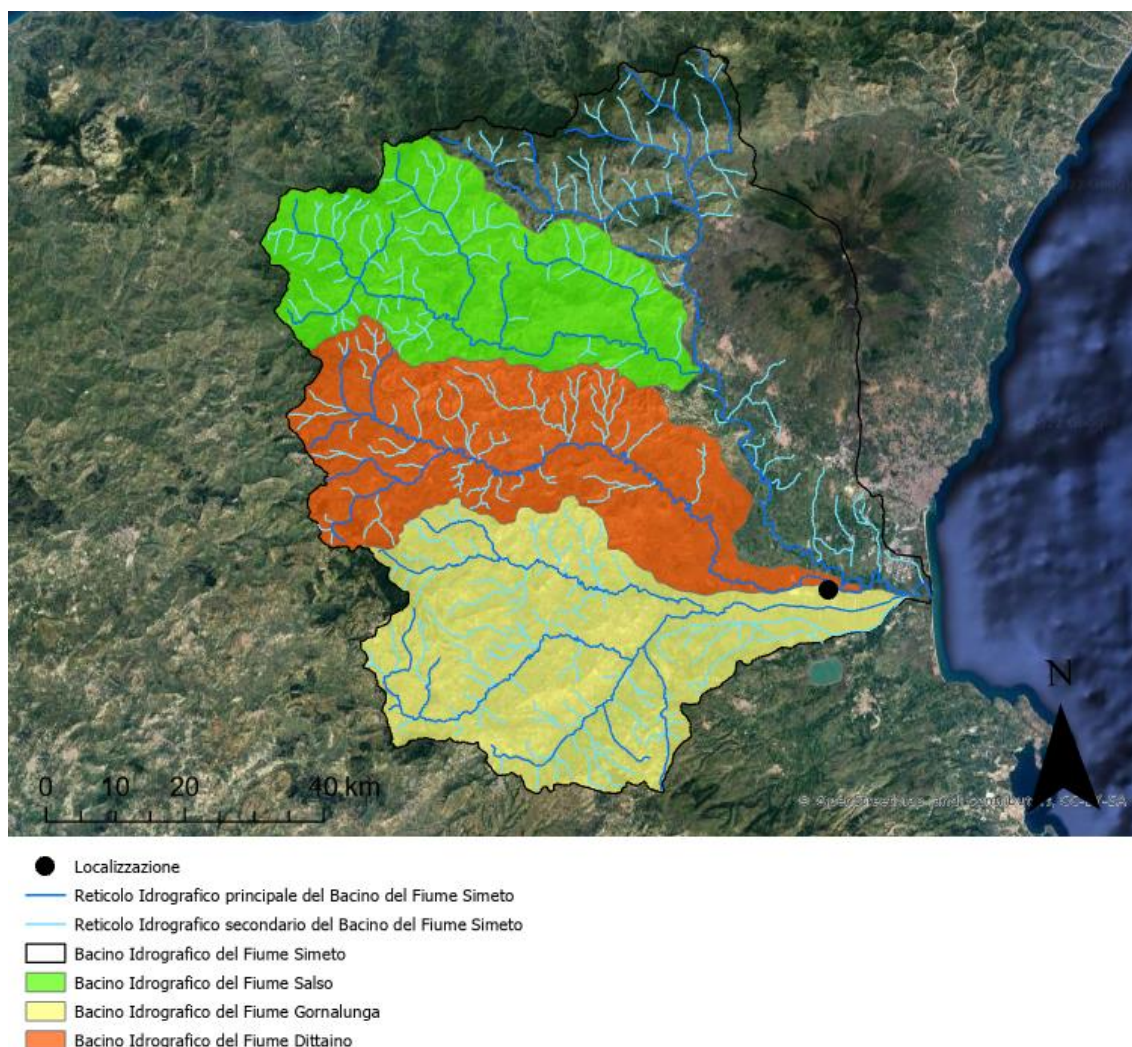 N
0 10 20 40 km
Localizzazione
Reticolo Idrografico principale del Bacino del Fiume Simeto
Reticolo Idrografico secondario del Bacino del Fiume Simeto
Bacino Idrografico del Fiume Simeto
Bacino Idrografico del Fiume Salso
Bacino Idrografico del Fiume Gornalunga
Bacino Idrografico del Fiume Dittaino